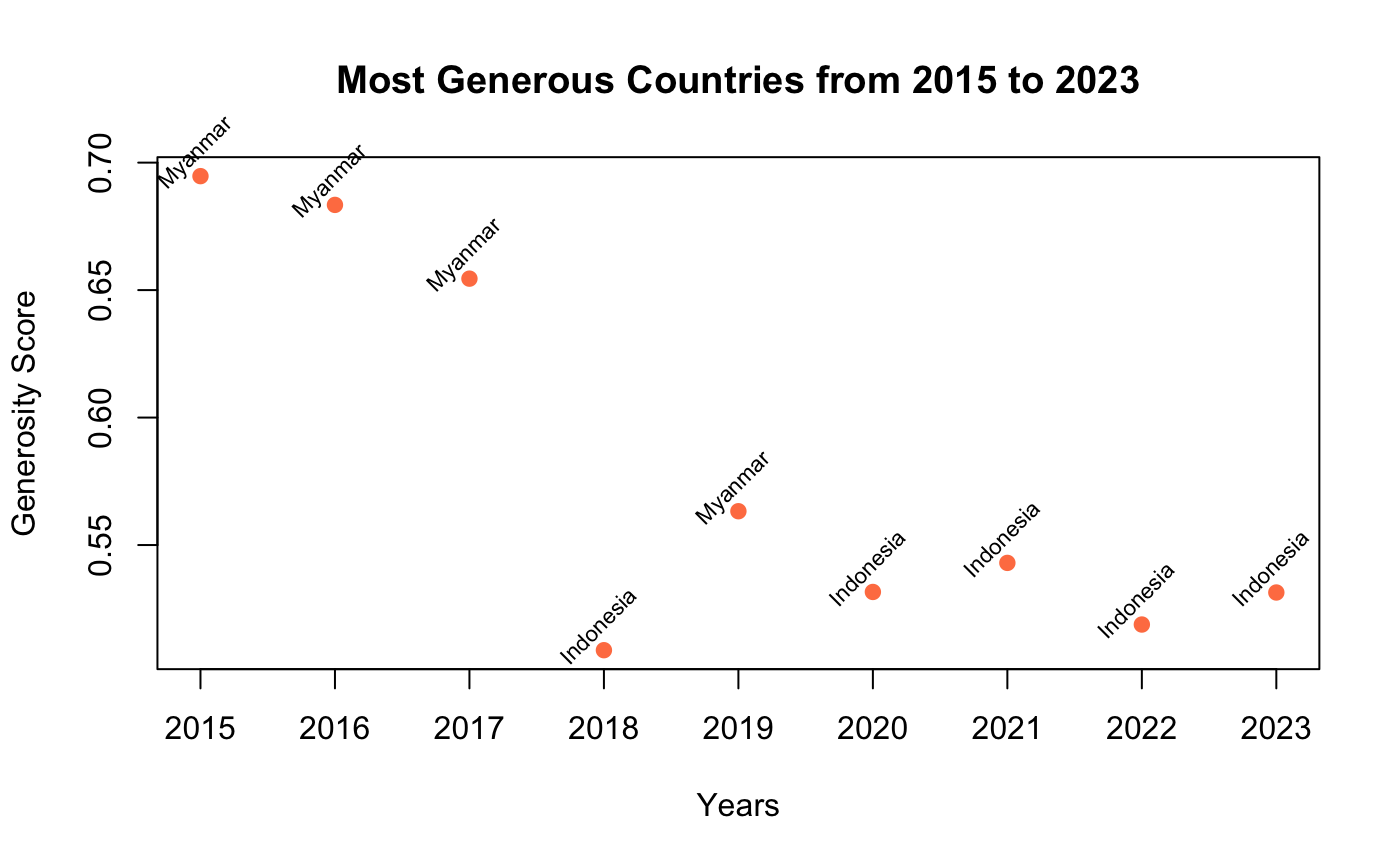 Most Generous Countries from 2015 to 2023
Generosity Score
0.70
0.65
0.60
0.55
Myanmar
Myanmar
Myanmar
Indonesia
Myanmar
Indonesia
Indonesia
Indonesia
Indonesia
2015 2016 2017 2018 2019 2020 2021 2022 2023
Years